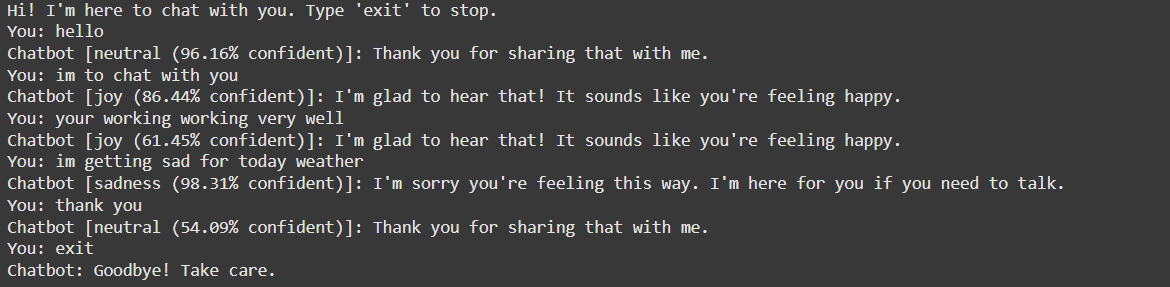 Hi! I'm here to chat with you. Type 'exit' to stop.
You: hello
Chatbot [neutral (96.16% confident)]: Thank you for sharing that with me.
You: im to chat with you
Chatbot [joy (86.44% confident)]: I'm glad to hear that! It sounds like you're feeling happy.
You: your working working very well
Chatbot [joy (61.45% confident)]: I'm glad to hear that! It sounds like you're feeling happy.
You: im getting sad for today weather
Chatbot [sadness (98.31% confident)]: I'm sorry you're feeling this way. I'm here for you if you need to talk.
You: thank you
Chatbot [neutral (54.09% confident)]: Thank you for sharing that with me.
You: exit
Chatbot: Goodbye! Take care.